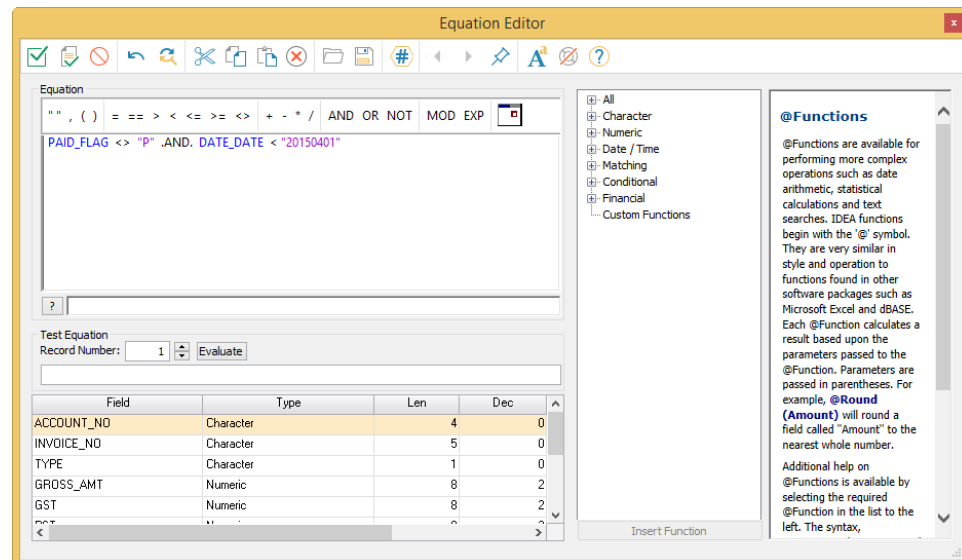 Equation Editor
x
#
A a
?
Equation
" " , ( ) = == > < <= >= <> + - * / AND OR NOT MOD EXP
PAID_FLAG <> "P" .AND. DATE_DATE < "20150401"
?
Test Equation
Record Number: 1 Evaluate
Field Type Len Dec
ACCOUNT_NO Character 4 0
INVOICE_NO Character 5 0
TYPE Character 1 0
GROSS_AMT Numeric 8 2
GST Numeric 8 2
All
Character
Numeric
Date / Time
Matching
Conditional
Financial
Custom Functions
Insert Function
@Functions
@Functions are available for
performing more complex
operations such as date
arithmetic, statistical
calculations and text
searches. IDEA functions
begin with the '@' symbol.
They are very similar in
style and operation to
functions found in other
software packages such as
Microsoft Excel and dBASE.
Each @Function calculates a
result based upon the
parameters passed to the
@Function. Parameters are
passed in parentheses. For
example, @Round
(Amount) will round a
field called "Amount" to the
nearest whole number.
Additional help on
@Functions is available by
selecting the required
@Function in the list to the
left. The syntax,